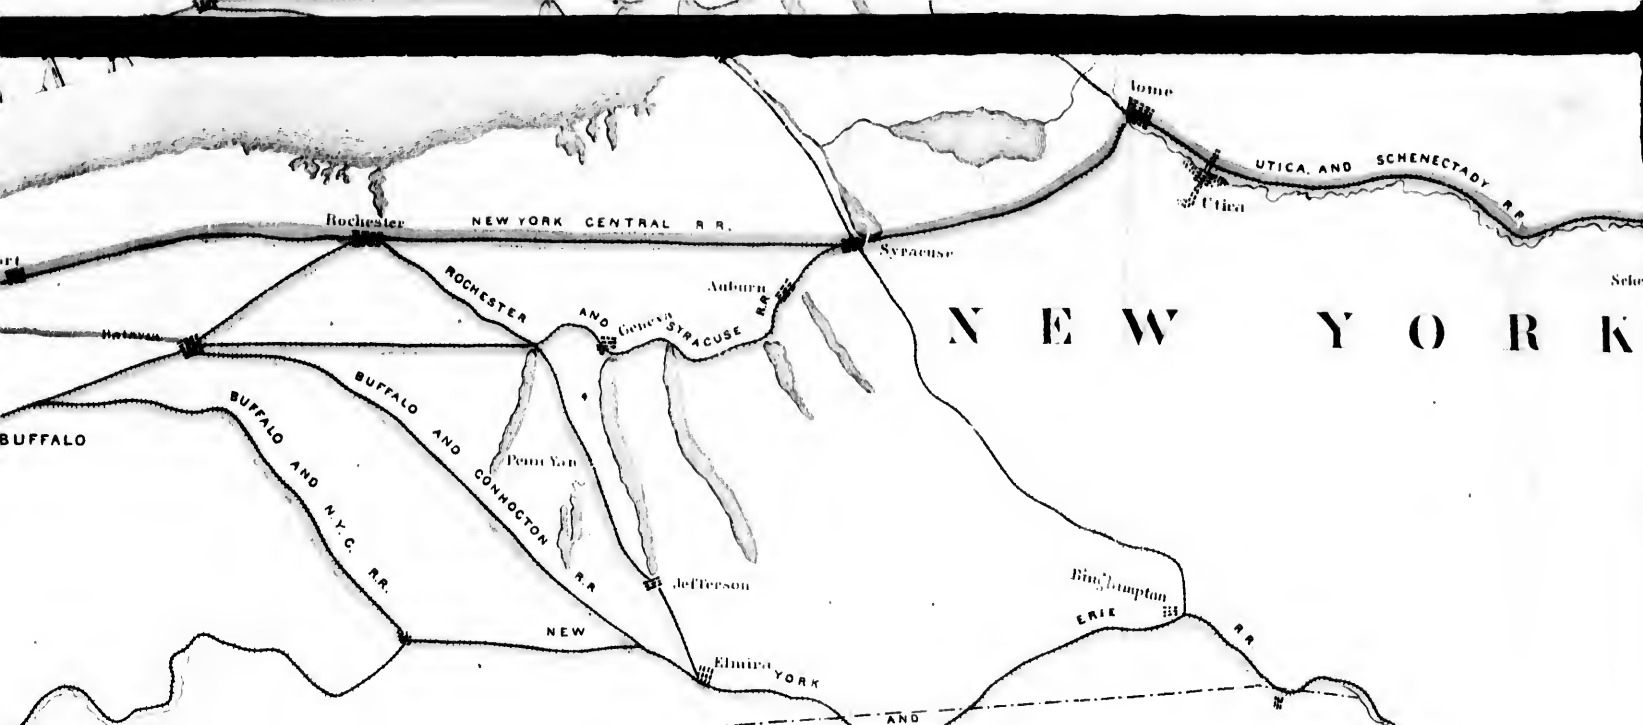 Rome
UTICA AND SCHENECTADY R.R.
Utica
Rochester
NEW YORK CENTRAL R.R.
Syracuse
ROCHESTER AND SYRACUSE R.R.
Auburn
Geneva
NEW YORK
Batavia
BUFFALO
BUFFALO AND CONHOCTON R.R
BUFFALO AND N.Y.C. R.R.
Penn Yan
Jefferson
Binghampton
ERIE R R
NEW YORK AND
Elmira